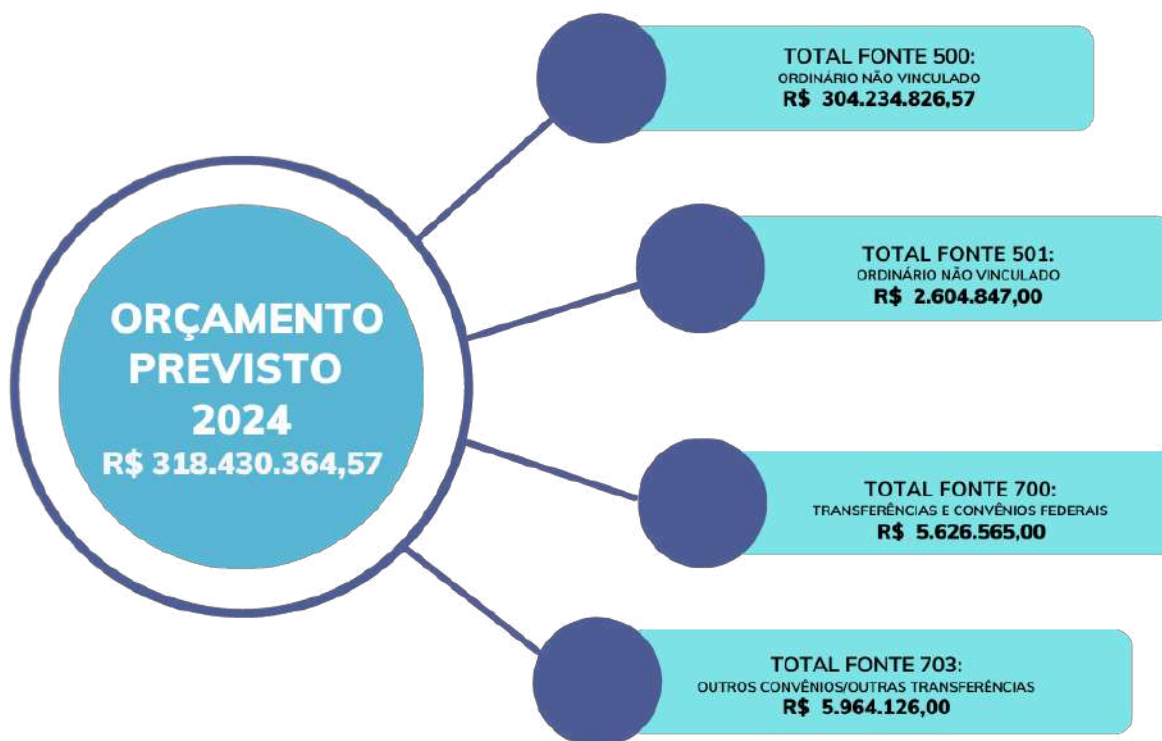 ORÇAMENTO
PREVISTO
2024
R$ 318.430.364,57
TOTAL FONTE 500:
ORDINÁRIO NÃO VINCULADO
R$ 304.234.826,57
TOTAL FONTE 501:
ORDINÁRIO NÃO VINCULADO
R$ 2.604.847,00
TOTAL FONTE 700:
TRANSFERÊNCIAS E CONVÊNIOS FEDERAIS
R$ 5.626.565,00
TOTAL FONTE 703:
OUTROS CONVÊNIOS/OUTRAS TRANSFERÊNCIAS
R$ 5.964.126,00